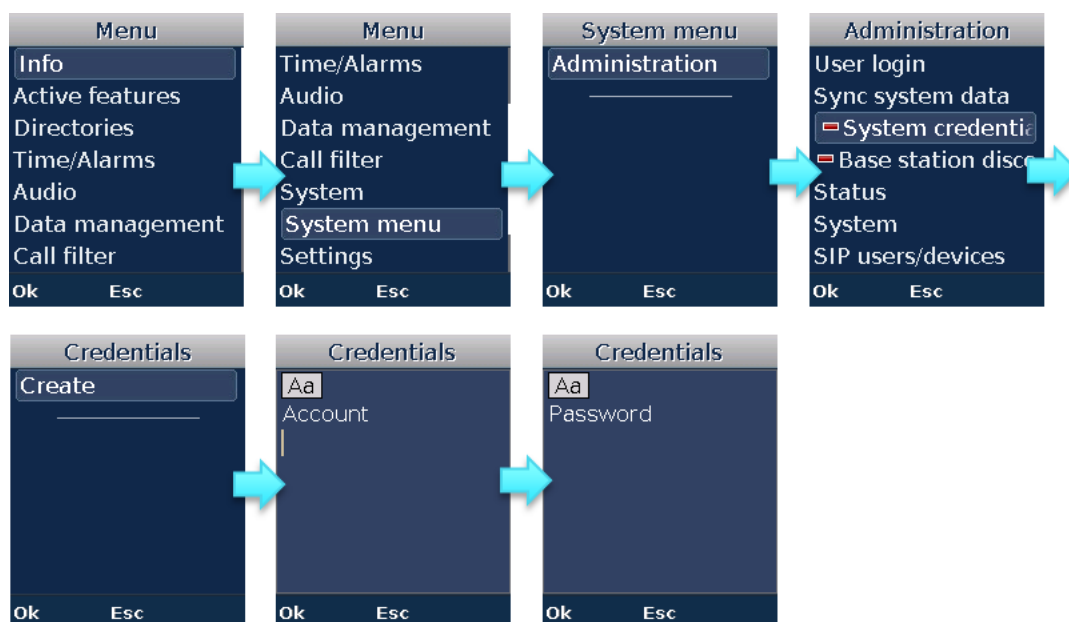 Menu
Info
Active features
Directories
Time/Alarms
Audio
Data management
Call filter
Ok Esc
Menu
Time/Alarms
Audio
Data management
Call filter
System
System menu
Settings
Ok Esc
System menu
Administration
Ok Esc
Administration
User login
Sync system data
System credentia
Base station disco
Status
System
SIP users/devices
Ok Esc
Credentials
Create
Ok Esc
Credentials
Aa
Account
Ok Esc
Credentials
Aa
Password
Ok Esc